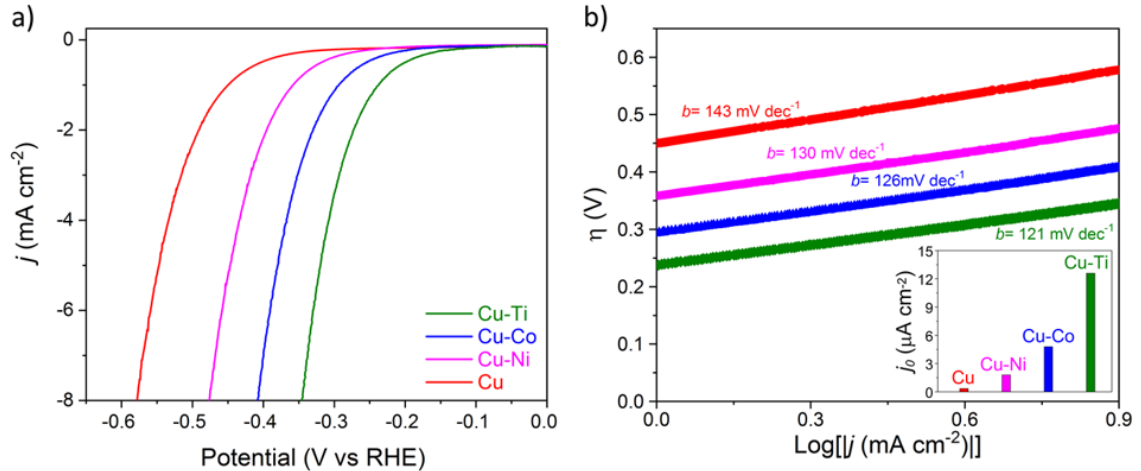 a)
0
-2
-4
-6
-8
j (mA cm-2)
-0.6 -0.5 -0.4 -0.3 -0.2 -0.1 0.0
Potential (V vs RHE)
Cu-Ti
Cu-Co
Cu-Ni
Cu
b)
0.6
0.5
0.4
0.3
0.2
0.1
0.0
η (V)
b= 143 mV dec-1
b= 130 mV dec-1
b= 126mV dec-1
b= 121 mV dec-1
15
12
9
6
3
0
j0 (μA cm-2)
Cu
Cu-Ni
Cu-Co
Cu-Ti
0.0 0.3 0.6 0.9
Log[|j (mA cm-2)|]